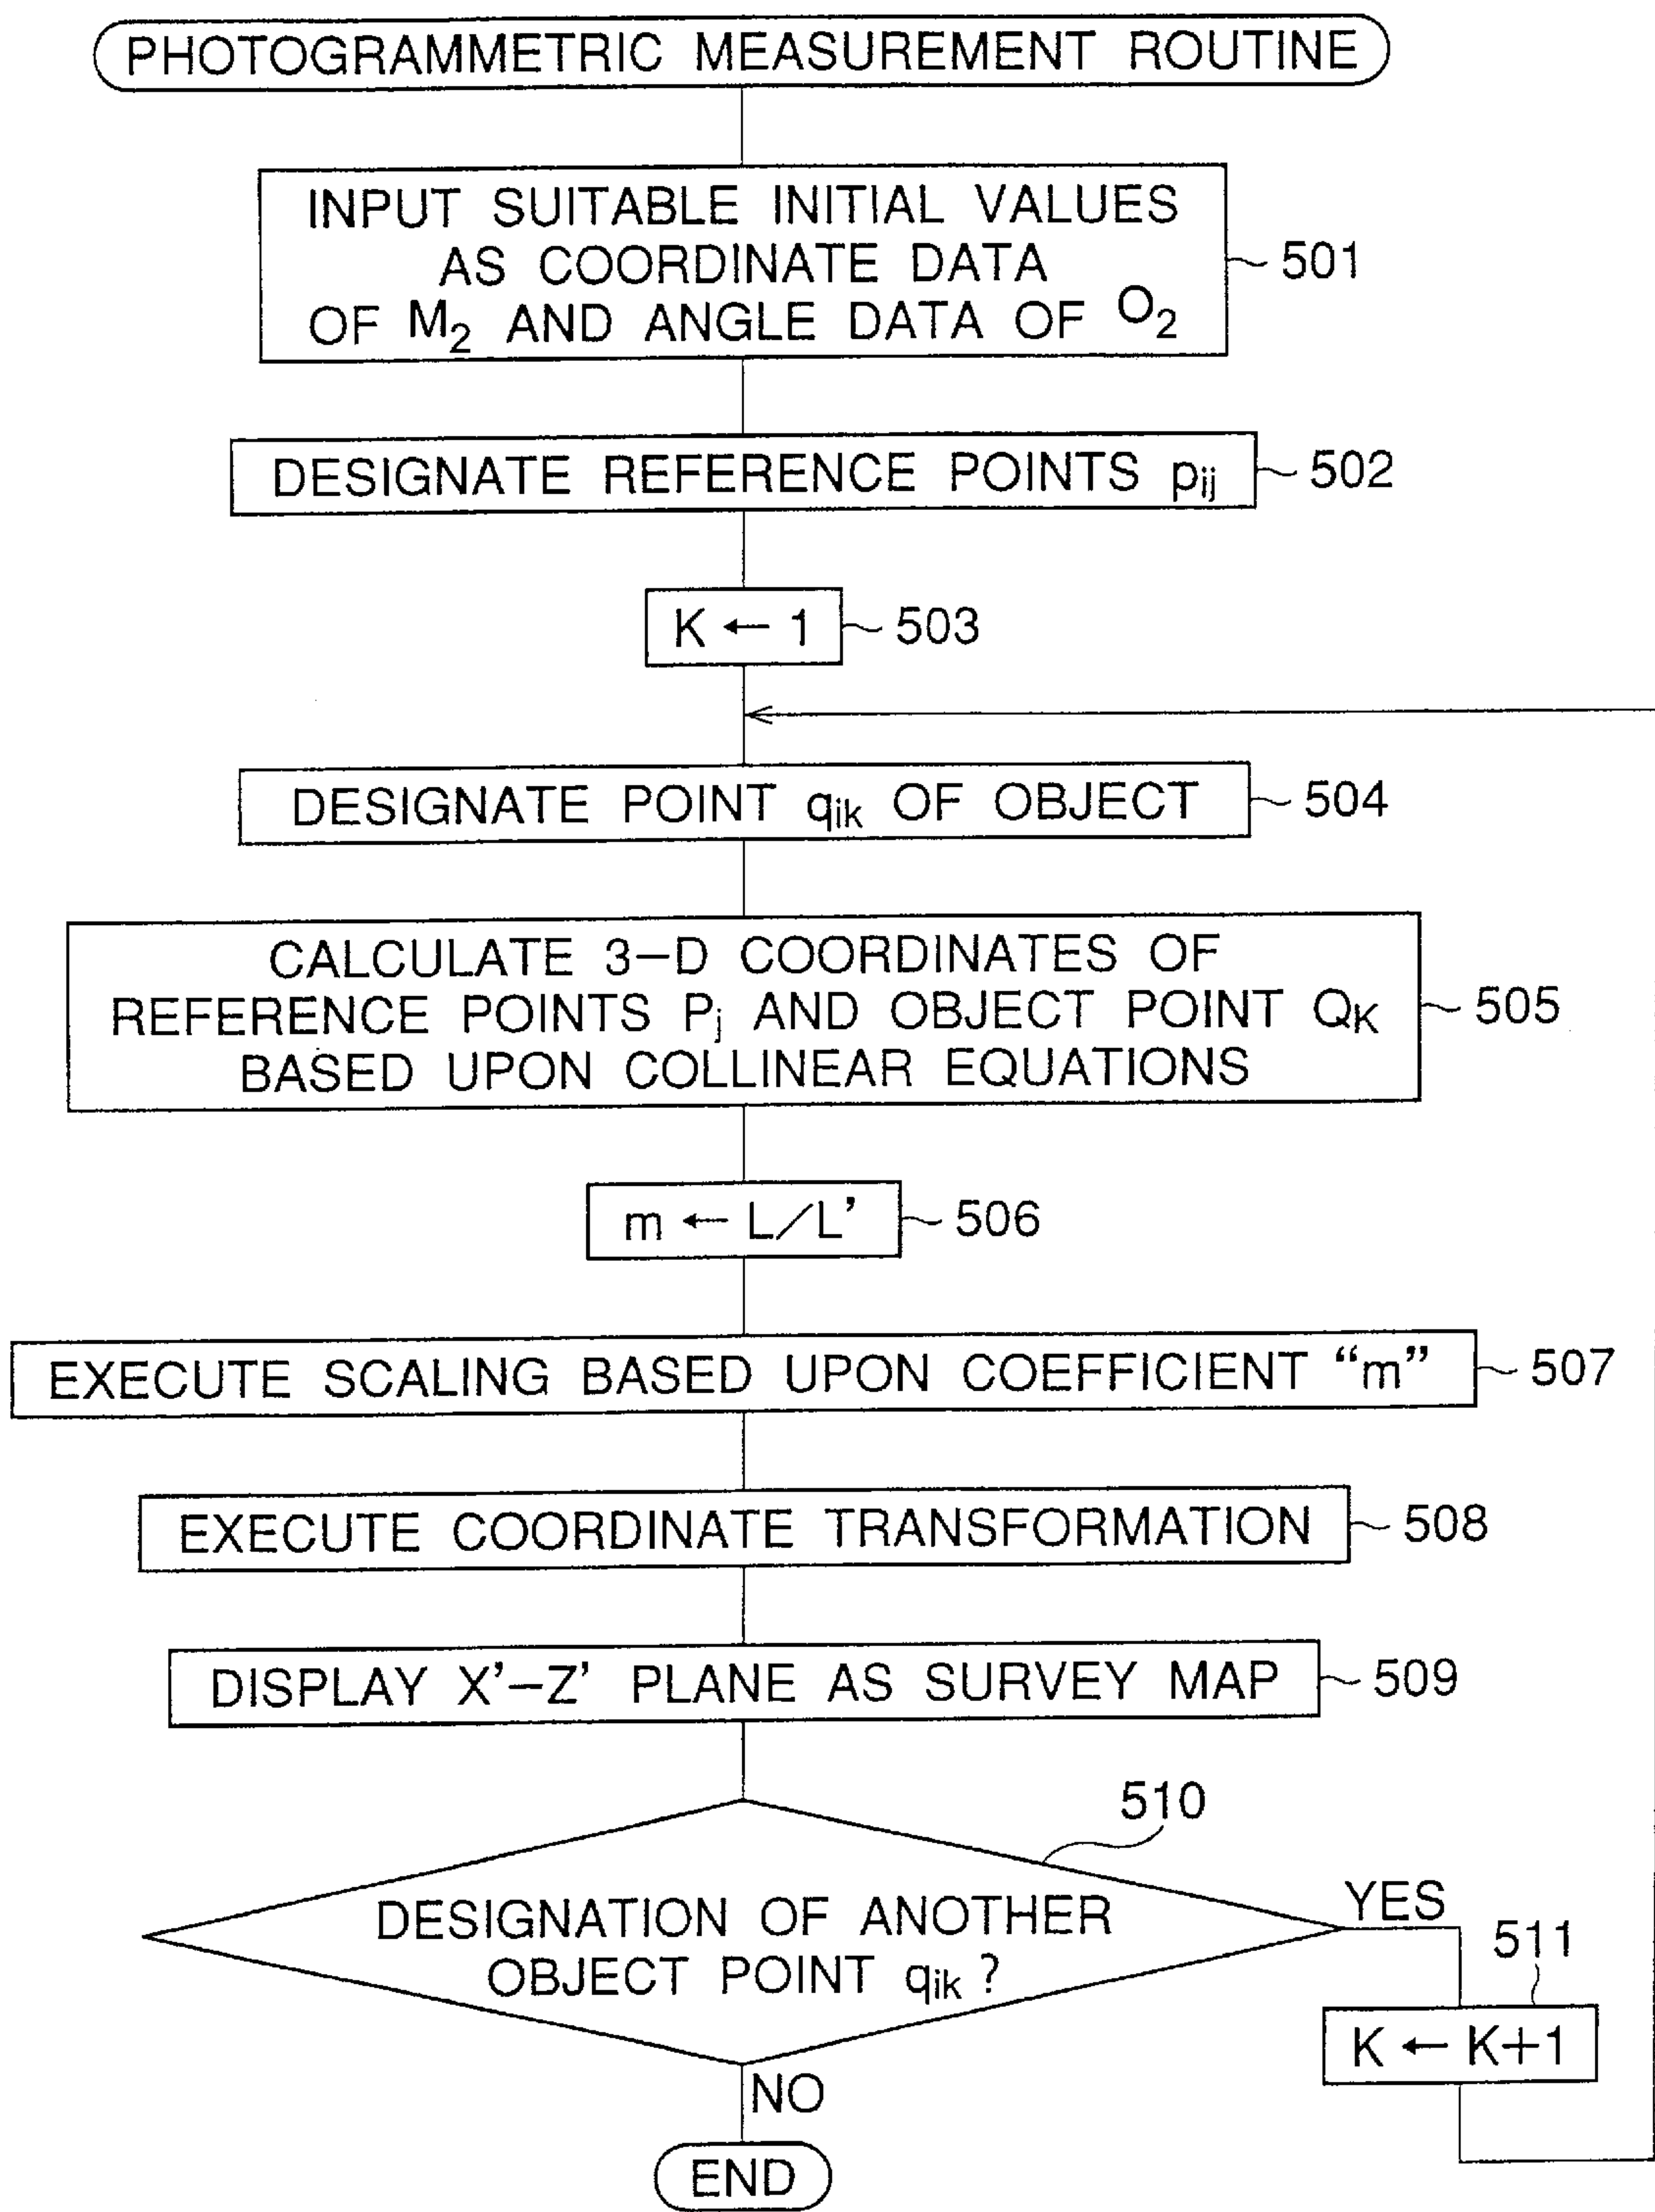 PHOTOGRAMMETRIC MEASUREMENT ROUTINE
INPUT SUITABLE INITIAL VALUES
AS COORDINATE DATA
OF M₂ AND ANGLE DATA OF O₂
501
DESIGNATE REFERENCE POINTS pᵢⱼ
502
K ← 1
503
DESIGNATE POINT qᵢₖ OF OBJECT
504
CALCULATE 3–D COORDINATES OF
REFERENCE POINTS Pⱼ AND OBJECT POINT Qₖ
BASED UPON COLLINEAR EQUATIONS
505
m ← L/L’
506
EXECUTE SCALING BASED UPON COEFFICIENT “m”
507
EXECUTE COORDINATE TRANSFORMATION
508
DISPLAY X’–Z’ PLANE AS SURVEY MAP
509
510
DESIGNATION OF ANOTHER
OBJECT POINT qᵢₖ ?
YES
511
K ← K+1
NO
END